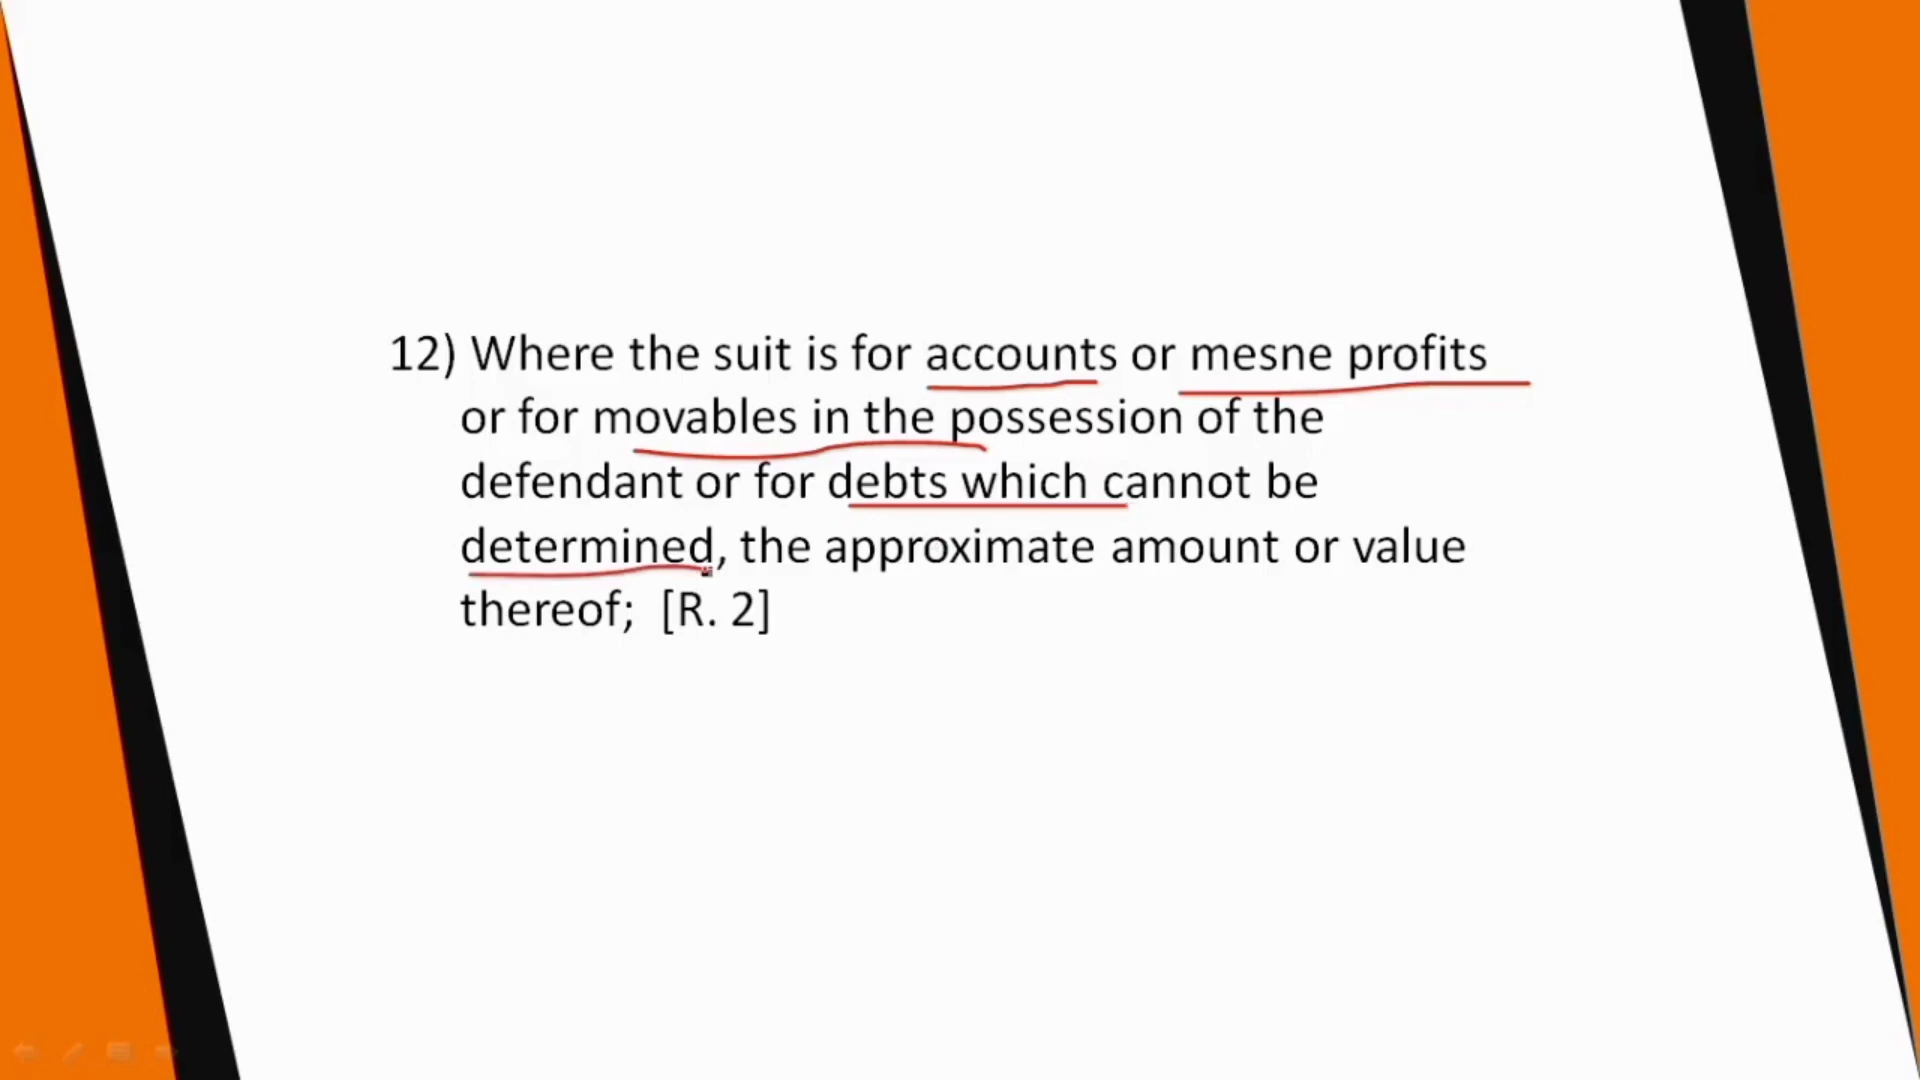 12) Where the suit is for accounts or mesne profits
or for movables in the possession of the
defendant or for debts which cannot be
determined, the approximate amount or value
thereof; [R. 2]